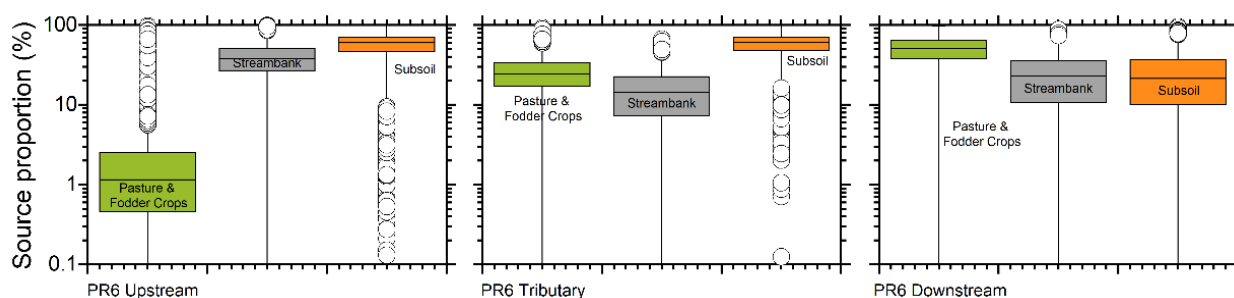 Source proportion (%)
100
10
1
0.1
Pasture &
Fodder Crops
Streambank
Subsoil
PR6 Upstream
Pasture &
Fodder Crops
Streambank
Subsoil
PR6 Tributary
Pasture &
Fodder Crops
Streambank
Subsoil
PR6 Downstream